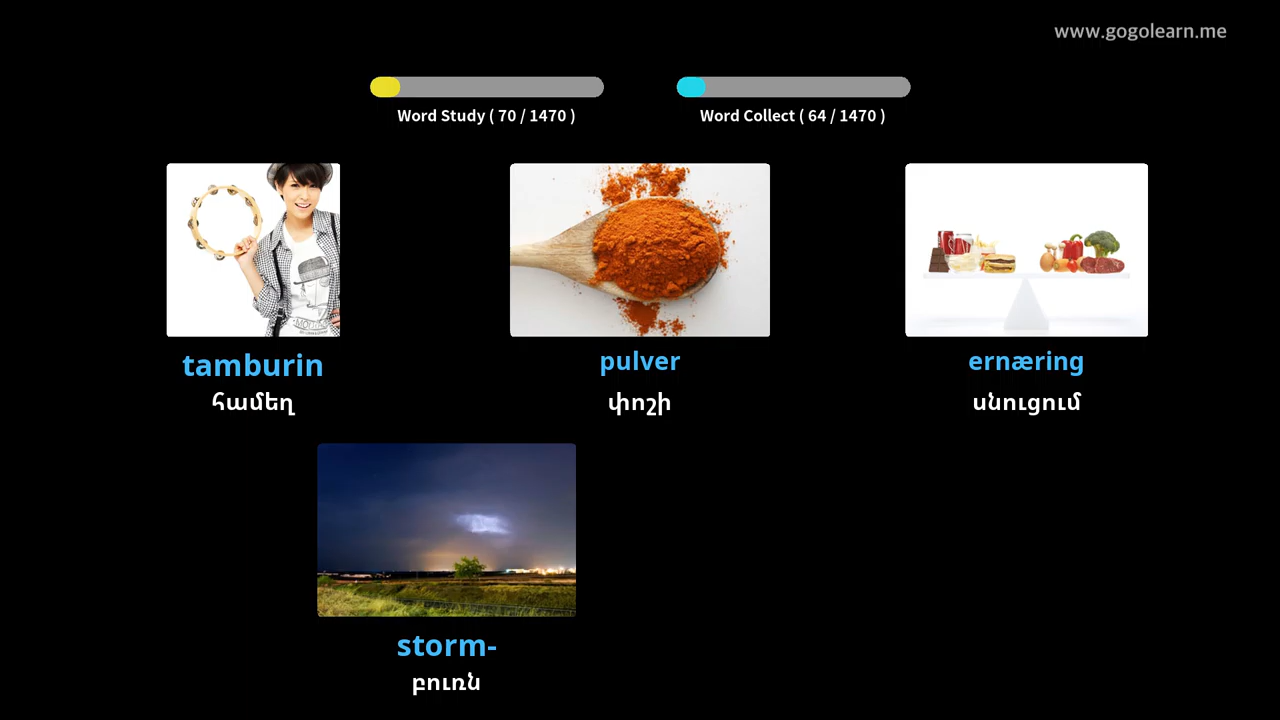 www.gogolearn.me
Word Study ( 70 / 1470 )
Word Collect ( 64 / 1470 )
tamburin
համեղ
pulver
փոշի
ernæring
սնուցում
storm-
բուռն